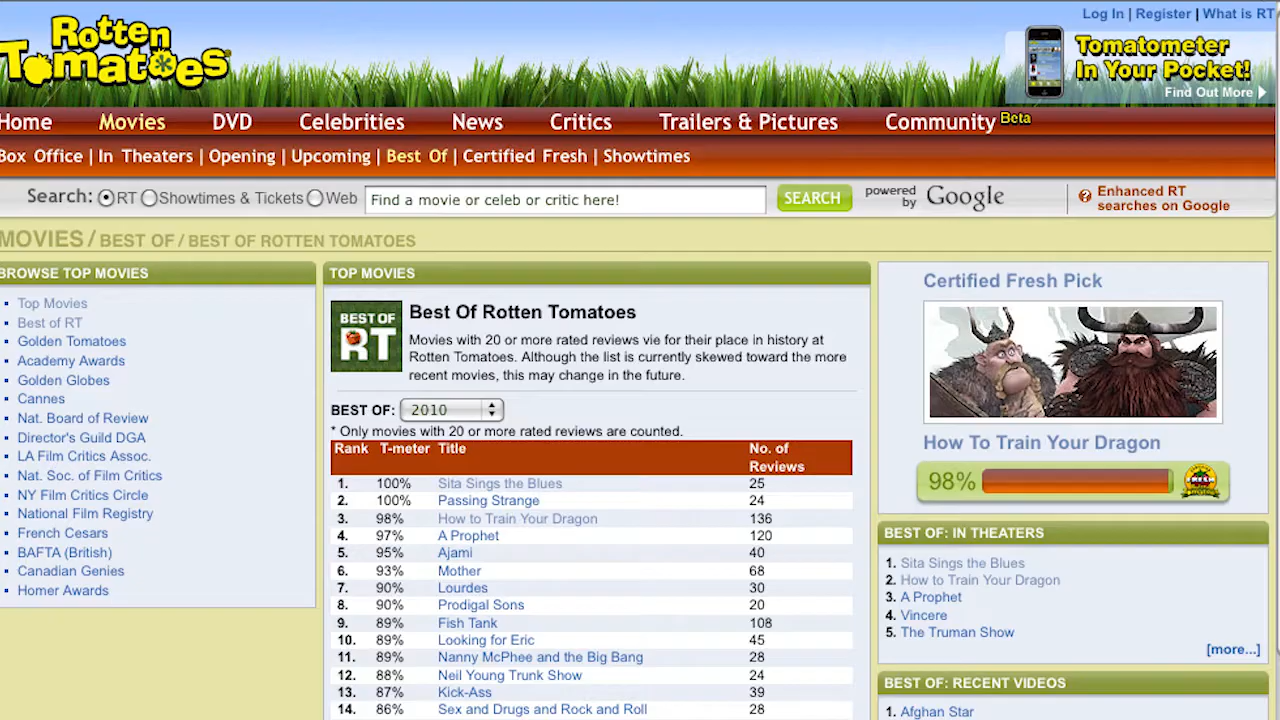 Log In | Register | What is RT
Rotten
Tomatoes
Tomatometer
In Your Pocket!
Find Out More
Home Movies DVD Celebrities News Critics Trailers & Pictures Community Beta
Box Office | In Theaters | Opening | Upcoming | Best Of | Certified Fresh | Showtimes
Search: RT Showtimes & Tickets Web Find a movie or celeb or critic here! SEARCH powered by Google Enhanced RT searches on Google
MOVIES / BEST OF / BEST OF ROTTEN TOMATOES
BROWSE TOP MOVIES
Top Movies
Best of RT
Golden Tomatoes
Academy Awards
Golden Globes
Cannes
Nat. Board of Review
Director's Guild DGA
LA Film Critics Assoc.
Nat. Soc. of Film Critics
NY Film Critics Circle
National Film Registry
French Cesars
BAFTA (British)
Canadian Genies
Homer Awards
TOP MOVIES
BEST OF
RT
Best Of Rotten Tomatoes
Movies with 20 or more rated reviews vie for their place in history at
Rotten Tomatoes. Although the list is currently skewed toward the more
recent movies, this may change in the future.
BEST OF: 2010
* Only movies with 20 or more rated reviews are counted.
Rank T-meter Title No. of Reviews
1. 100% Sita Sings the Blues 25
2. 100% Passing Strange 24
3. 98% How to Train Your Dragon 136
4. 97% A Prophet 120
5. 95% Ajami 40
6. 93% Mother 68
7. 90% Lourdes 30
8. 90% Prodigal Sons 20
9. 89% Fish Tank 108
10. 89% Looking for Eric 45
11. 89% Nanny McPhee and the Big Bang 28
12. 88% Neil Young Trunk Show 24
13. 87% Kick-Ass 39
14. 86% Sex and Drugs and Rock and Roll 28
Certified Fresh Pick
How To Train Your Dragon
98%
BEST OF: IN THEATERS
1. Sita Sings the Blues
2. How to Train Your Dragon
3. A Prophet
4. Vincere
5. The Truman Show
[more...]
BEST OF: RECENT VIDEOS
1. Afghan Star